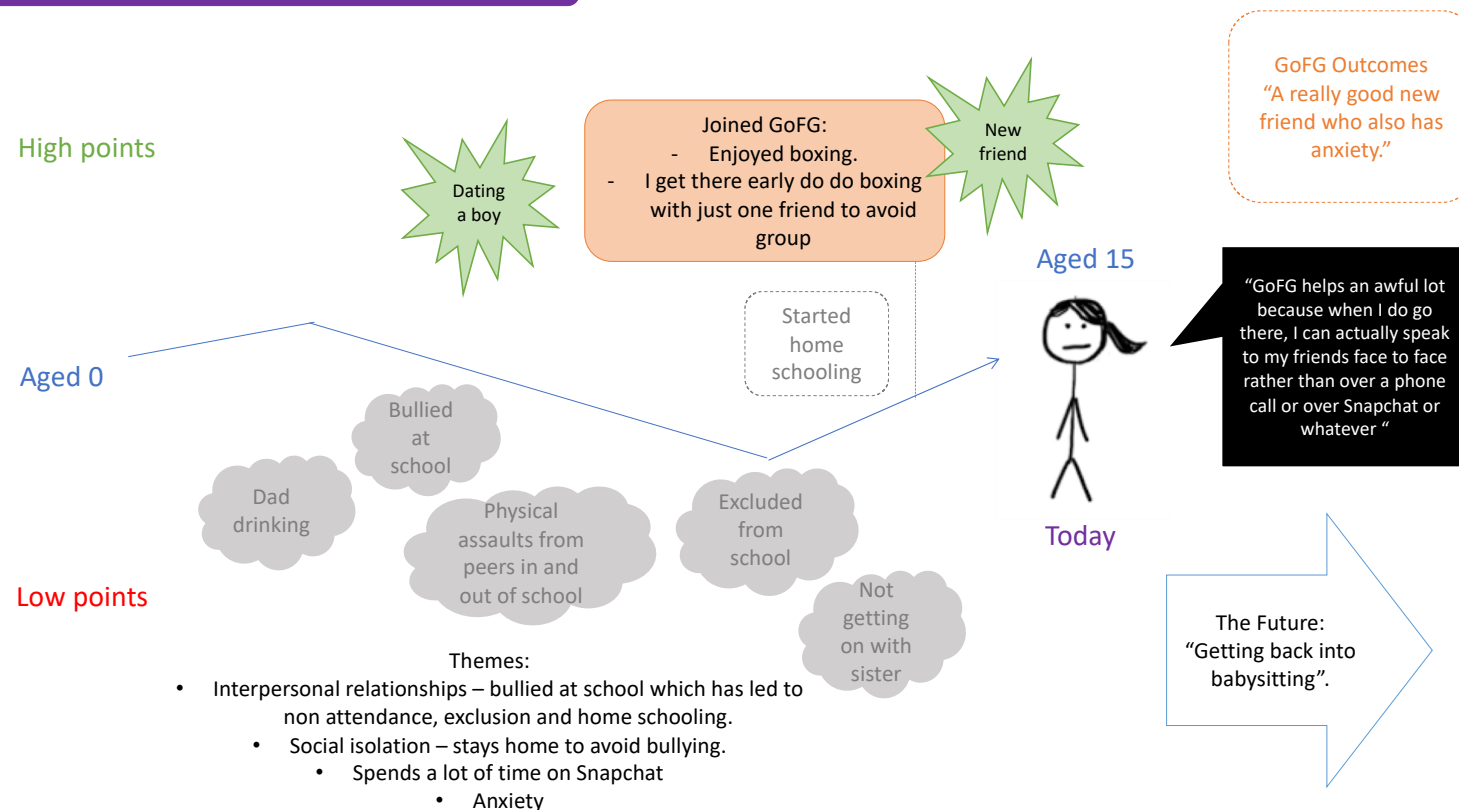 High points
Dating
a boy
Joined GoFG:
- Enjoyed boxing.
- I get there early do do boxing
with just one friend to avoid
group
New
friend
GoFG Outcomes
“A really good new
friend who also has
anxiety.”
Aged 0
Started
home
schooling
Aged 15
“GoFG helps an awful lot
because when I do go
there, I can actually speak
to my friends face to face
rather than over a phone
call or over Snapchat or
whatever “
Today
Low points
Dad
drinking
Bullied
at
school
Physical
assaults from
peers in and
out of school
Excluded
from
school
Not
getting
on with
sister
The Future:
“Getting back into
babysitting”.
Themes:
• Interpersonal relationships – bullied at school which has led to
non attendance, exclusion and home schooling.
• Social isolation – stays home to avoid bullying.
• Spends a lot of time on Snapchat
• Anxiety